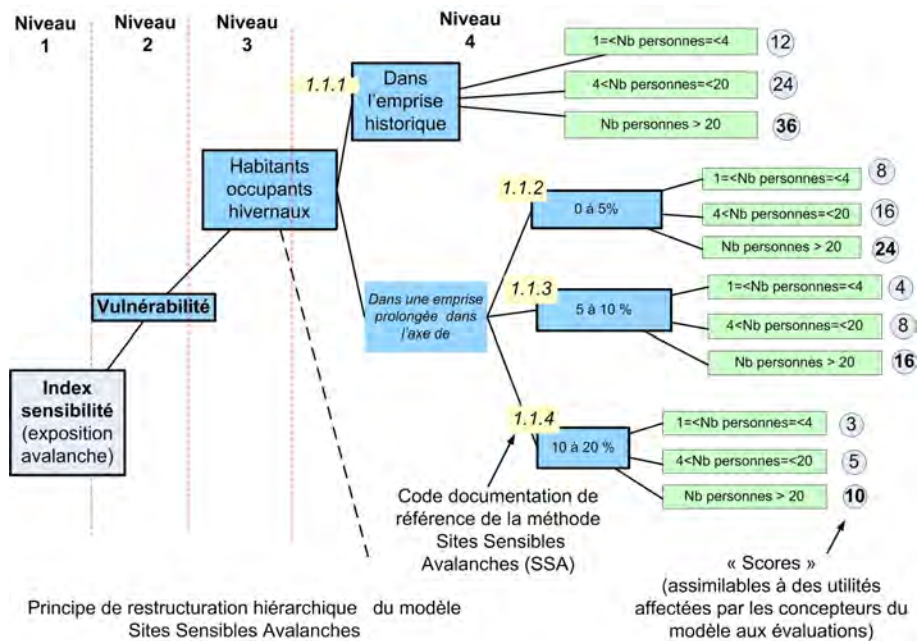 Niveau
1
Niveau
2
Niveau
3
Niveau
4
1.1.1
Dans
l'emprise
historique
1=<Nb personnes=<4
12
4<Nb personnes=<20
24
Nb personnes > 20
36
Habitants
occupants
hivernaux
1.1.2
0 à 5%
1=<Nb personnes=<4
8
4<Nb personnes=<20
16
Nb personnes > 20
24
Vulnérabilité
Dans une emprise
prolongée dans
l'axe de
1.1.3
5 à 10 %
1=<Nb personnes=<4
4
4<Nb personnes=<20
8
Nb personnes > 20
16
Index
sensibilité
(exposition
avalanche)
1.1.4
10 à 20 %
1=<Nb personnes=<4
3
4<Nb personnes=<20
5
Nb personnes > 20
10
Code documentation de
référence de la méthode
Sites Sensibles
Avalanches (SSA)
« Scores »
(assimilables à des utilités
affectées par les concepteurs du
modèle aux évaluations)
Principe de restructuration hiérarchique du modèle
Sites Sensibles Avalanches